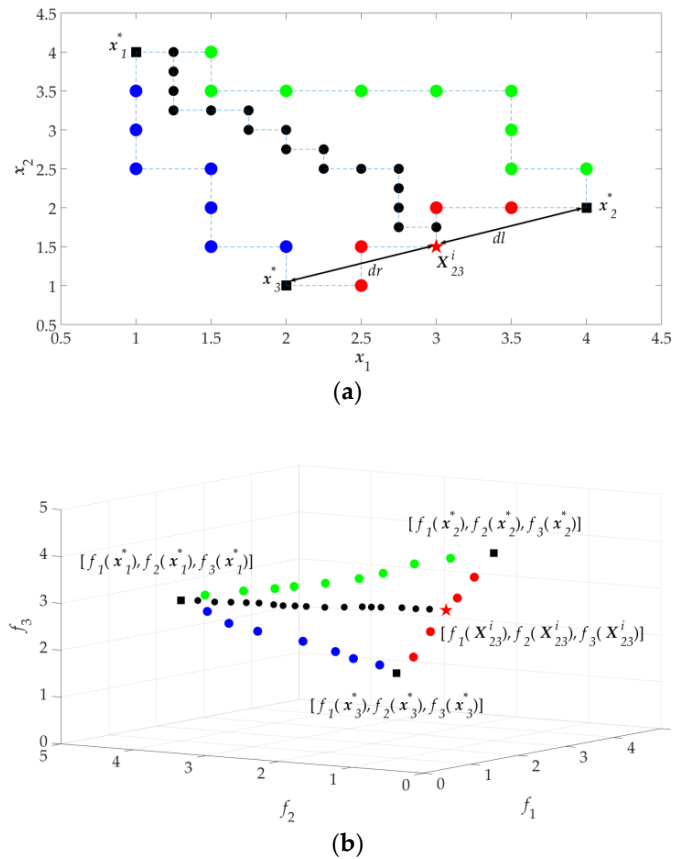 x*1
4
3.5
3
2.5
2
1.5
1
0.5
x2
x*2
dl
X^i_23
dr
x*3
0.5 1 1.5 2 2.5 3 3.5 4 4.5
x1
(a)
5
4
3
2
1
0
f3
[f1(x*2),f2(x*2),f3(x*2)]
[f1(x*1),f2(x*1),f3(x*1)]
[f1(X^i_23),f2(X^i_23),f3(X^i_23)]
[f1(x*3),f2(x*3),f3(x*3)]
5 4 3 2 1 0
0 1 2 3 4
f2
f1
(b)